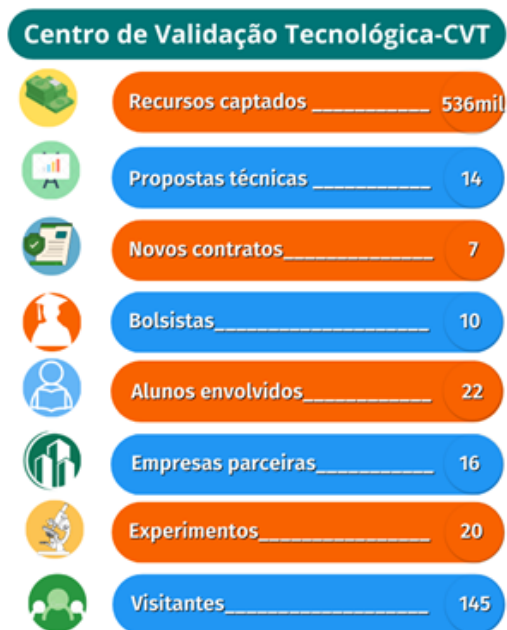 Centro de Validação Tecnológica-CVT
Recursos captados ___________ 536mil
Propostas técnicas ___________ 14
Novos contratos______________ 7
Bolsistas____________________ 10
Alunos envolvidos____________ 22
Empresas parceiras___________ 16
Experimentos________________ 20
Visitantes___________________ 145